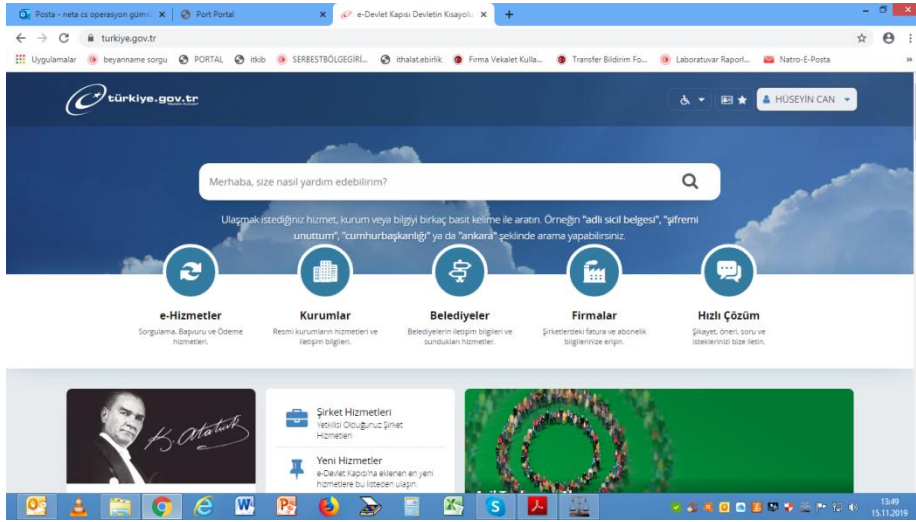 Posta - neta cs operasyon gümrü
Port Portal
e-Devlet Kapısı Devletin Kısayolu
turkiye.gov.tr
Uygulamalar
beyanname sorgu
PORTAL
itkib
SERBESTBÖLGEGİRİ...
ithalat.ebirlik
Firma Vekalet Kulla...
Transfer Bildirim Fo...
Laboratuvar Raporl...
Natro-E-Posta
türkiye.gov.tr
HÜSEYİN CAN
Merhaba, size nasıl yardım edebilirim?
Ulaşmak istediğiniz hizmet, kurum veya bilgiyi birkaç basit kelime ile aratın. Örneğin "adli sicil belgesi", "şifremi
unuttum", "cumhurbaşkanlığı" ya da "ankara" şeklinde arama yapabilirsiniz.
e-Hizmetler
Sorgulama, Başvuru ve Ödeme
hizmetleri.
Kurumlar
Resmi kurumların hizmetleri ve
iletişim bilgileri.
Belediyeler
Belediyelerin iletişim bilgileri ve
sundukları hizmetler.
Firmalar
Şirketlerdeki fatura ve abonelik
bilgilerinize erişin.
Hızlı Çözüm
Şikayet, öneri, soru ve
isteklerinizi bize iletin.
K. Atatürk
Şirket Hizmetleri
Yetkilisi Olduğunuz Şirket
Hizmetleri
Yeni Hizmetler
e-Devlet Kapısı'na eklenen en yeni
hizmetlere bu listeden ulaşın.
13:49
15.11.2019